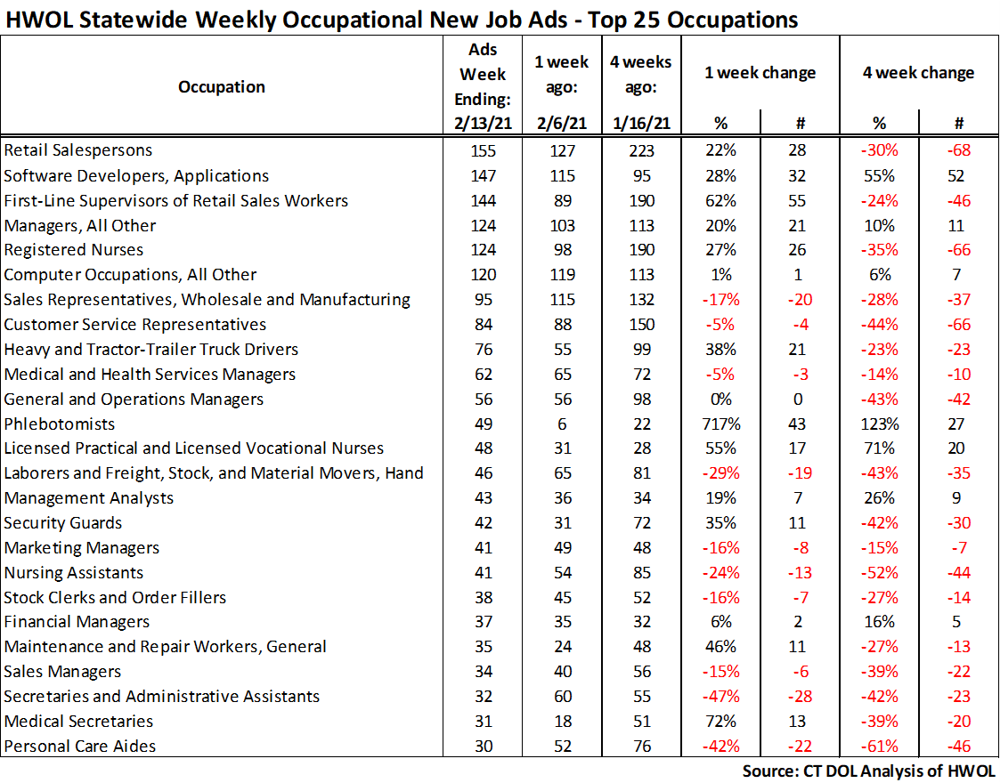 HWOL Statewide Weekly Occupational New Job Ads - Top 25 Occupations
Occupation Ads Week Ending: 2/13/21 1 week ago: 2/6/21 4 weeks ago: 1/16/21 1 week change % # 4 week change % #
Retail Salespersons 155 127 223 22% 28 -30% -68
Software Developers, Applications 147 115 95 28% 32 55% 52
First-Line Supervisors of Retail Sales Workers 144 89 190 62% 55 -24% -46
Managers, All Other 124 103 113 20% 21 10% 11
Registered Nurses 124 98 190 27% 26 -35% -66
Computer Occupations, All Other 120 119 113 1% 1 6% 7
Sales Representatives, Wholesale and Manufacturing 95 115 132 -17% -20 -28% -37
Customer Service Representatives 84 88 150 -5% -4 -44% -66
Heavy and Tractor-Trailer Truck Drivers 76 55 99 38% 21 -23% -23
Medical and Health Services Managers 62 65 72 -5% -3 -14% -10
General and Operations Managers 56 56 98 0% 0 -43% -42
Phlebotomists 49 6 22 717% 43 123% 27
Licensed Practical and Licensed Vocational Nurses 48 31 28 55% 17 71% 20
Laborers and Freight, Stock, and Material Movers, Hand 46 65 81 -29% -19 -43% -35
Management Analysts 43 36 34 19% 7 26% 9
Security Guards 42 31 72 35% 11 -42% -30
Marketing Managers 41 49 48 -16% -8 -15% -7
Nursing Assistants 41 54 85 -24% -13 -52% -44
Stock Clerks and Order Fillers 38 45 52 -16% -7 -27% -14
Financial Managers 37 35 32 6% 2 16% 5
Maintenance and Repair Workers, General 35 24 48 46% 11 -27% -13
Sales Managers 34 40 56 -15% -6 -39% -22
Secretaries and Administrative Assistants 32 60 55 -47% -28 -42% -23
Medical Secretaries 31 18 51 72% 13 -39% -20
Personal Care Aides 30 52 76 -42% -22 -61% -46
Source: CT DOL Analysis of HWOL